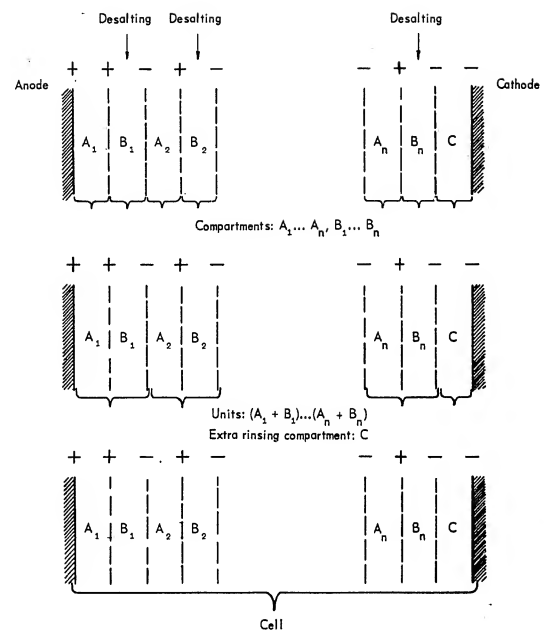 Desalting Desalting Desalting
+ + − + − − + − −
Anode Cathode
A₁ B₁ A₂ B₂ Aₙ Bₙ C
Compartments: A₁... Aₙ, B₁... Bₙ
+ + − + − − + − −
A₁ B₁ A₂ B₂ Aₙ Bₙ C
Units: (A₁ + B₁)...(Aₙ + Bₙ)
Extra rinsing compartment: C
+ + − + − − + − −
A₁ B₁ A₂ B₂ Aₙ Bₙ C
Cell